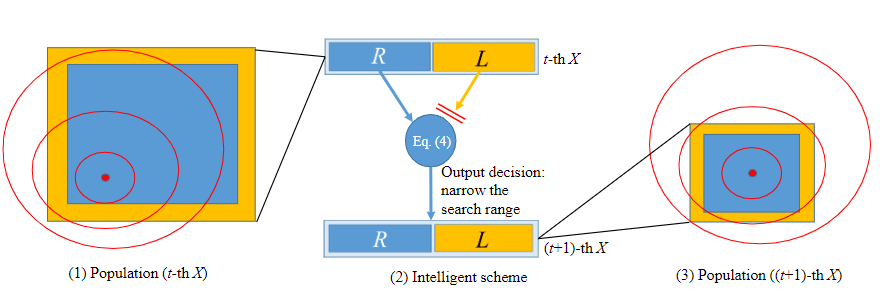 R L t-th X
Eq. (4)
Output decision:
narrow the
search range
R L (t+1)-th X
(1) Population (t-th X)
(2) Intelligent scheme
(3) Population ((t+1)-th X)